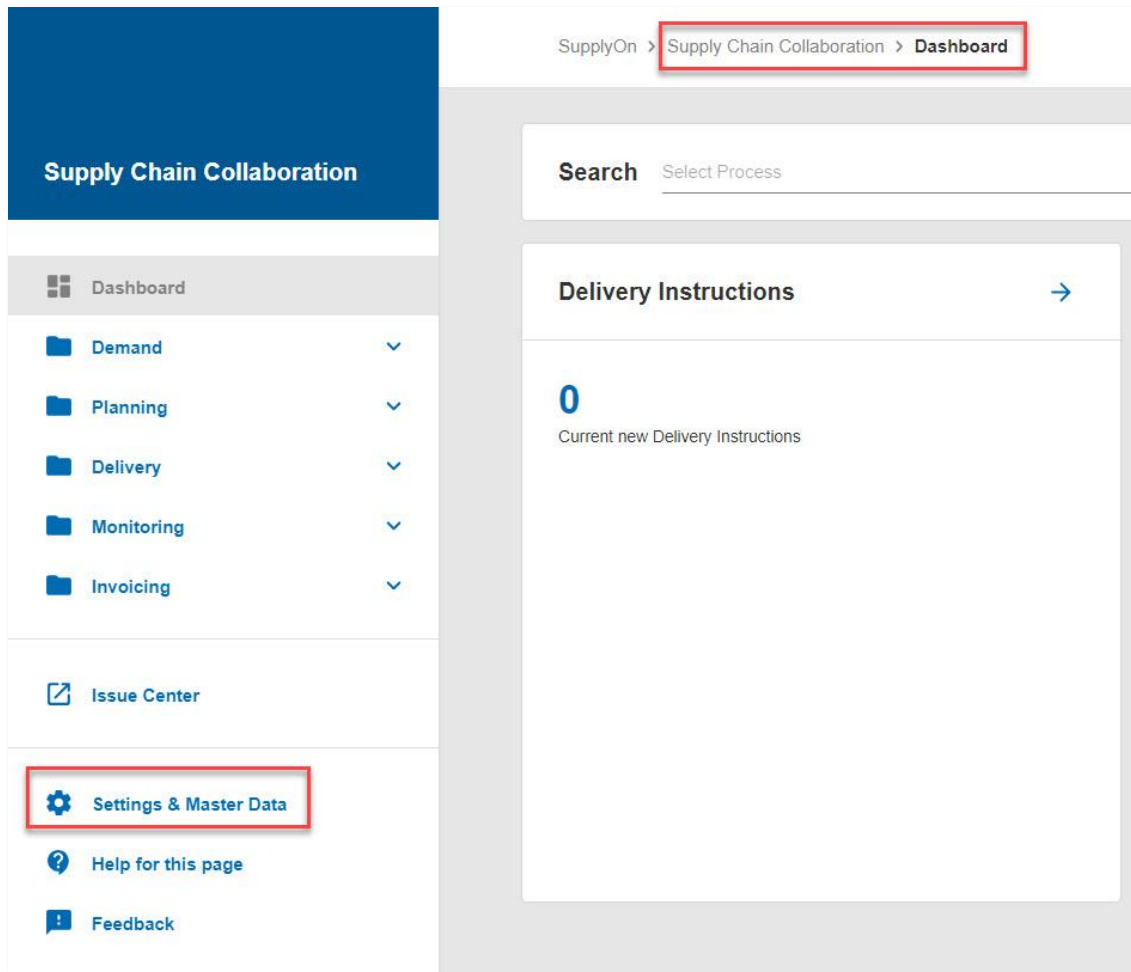 SupplyOn > Supply Chain Collaboration > Dashboard
Supply Chain Collaboration
Search Select Process
Dashboard
Demand
Planning
Delivery
Monitoring
Invoicing
Issue Center
Settings & Master Data
Help for this page
Feedback
Delivery Instructions
0
Current new Delivery Instructions